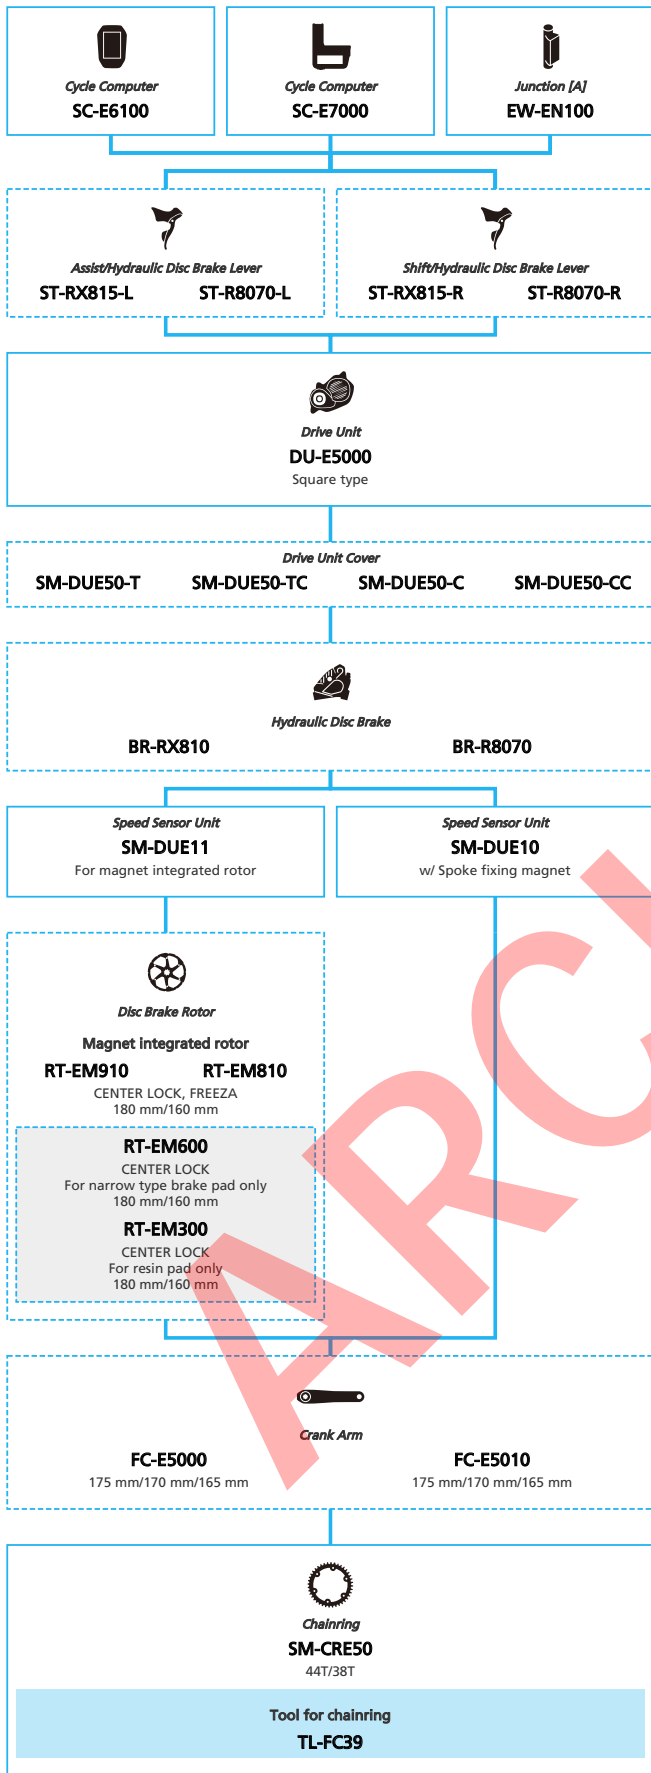 Cycle Computer
SC-E6100
Cycle Computer
SC-E7000
Junction [A]
EW-EN100
Assist/Hydraulic Disc Brake Lever
ST-RX815-L ST-R8070-L
Shift/Hydraulic Disc Brake Lever
ST-RX815-R ST-R8070-R
Drive Unit
DU-E5000
Square type
Drive Unit Cover
SM-DUE50-T SM-DUE50-TC SM-DUE50-C SM-DUE50-CC
Hydraulic Disc Brake
BR-RX810 BR-R8070
Speed Sensor Unit
SM-DUE11
For magnet integrated rotor
Speed Sensor Unit
SM-DUE10
w/ Spoke fixing magnet
Disc Brake Rotor
Magnet integrated rotor
RT-EM910 RT-EM810
CENTER LOCK, FREEZA
180 mm/160 mm
RT-EM600
CENTER LOCK
For narrow type brake pad only
180 mm/160 mm
RT-EM300
CENTER LOCK
For resin pad only
180 mm/160 mm
Crank Arm
FC-E5000 FC-E5010
175 mm/170 mm/165 mm 175 mm/170 mm/165 mm
Chainring
SM-CRE50
44T/38T
Tool for chainring
TL-FC39
ARC